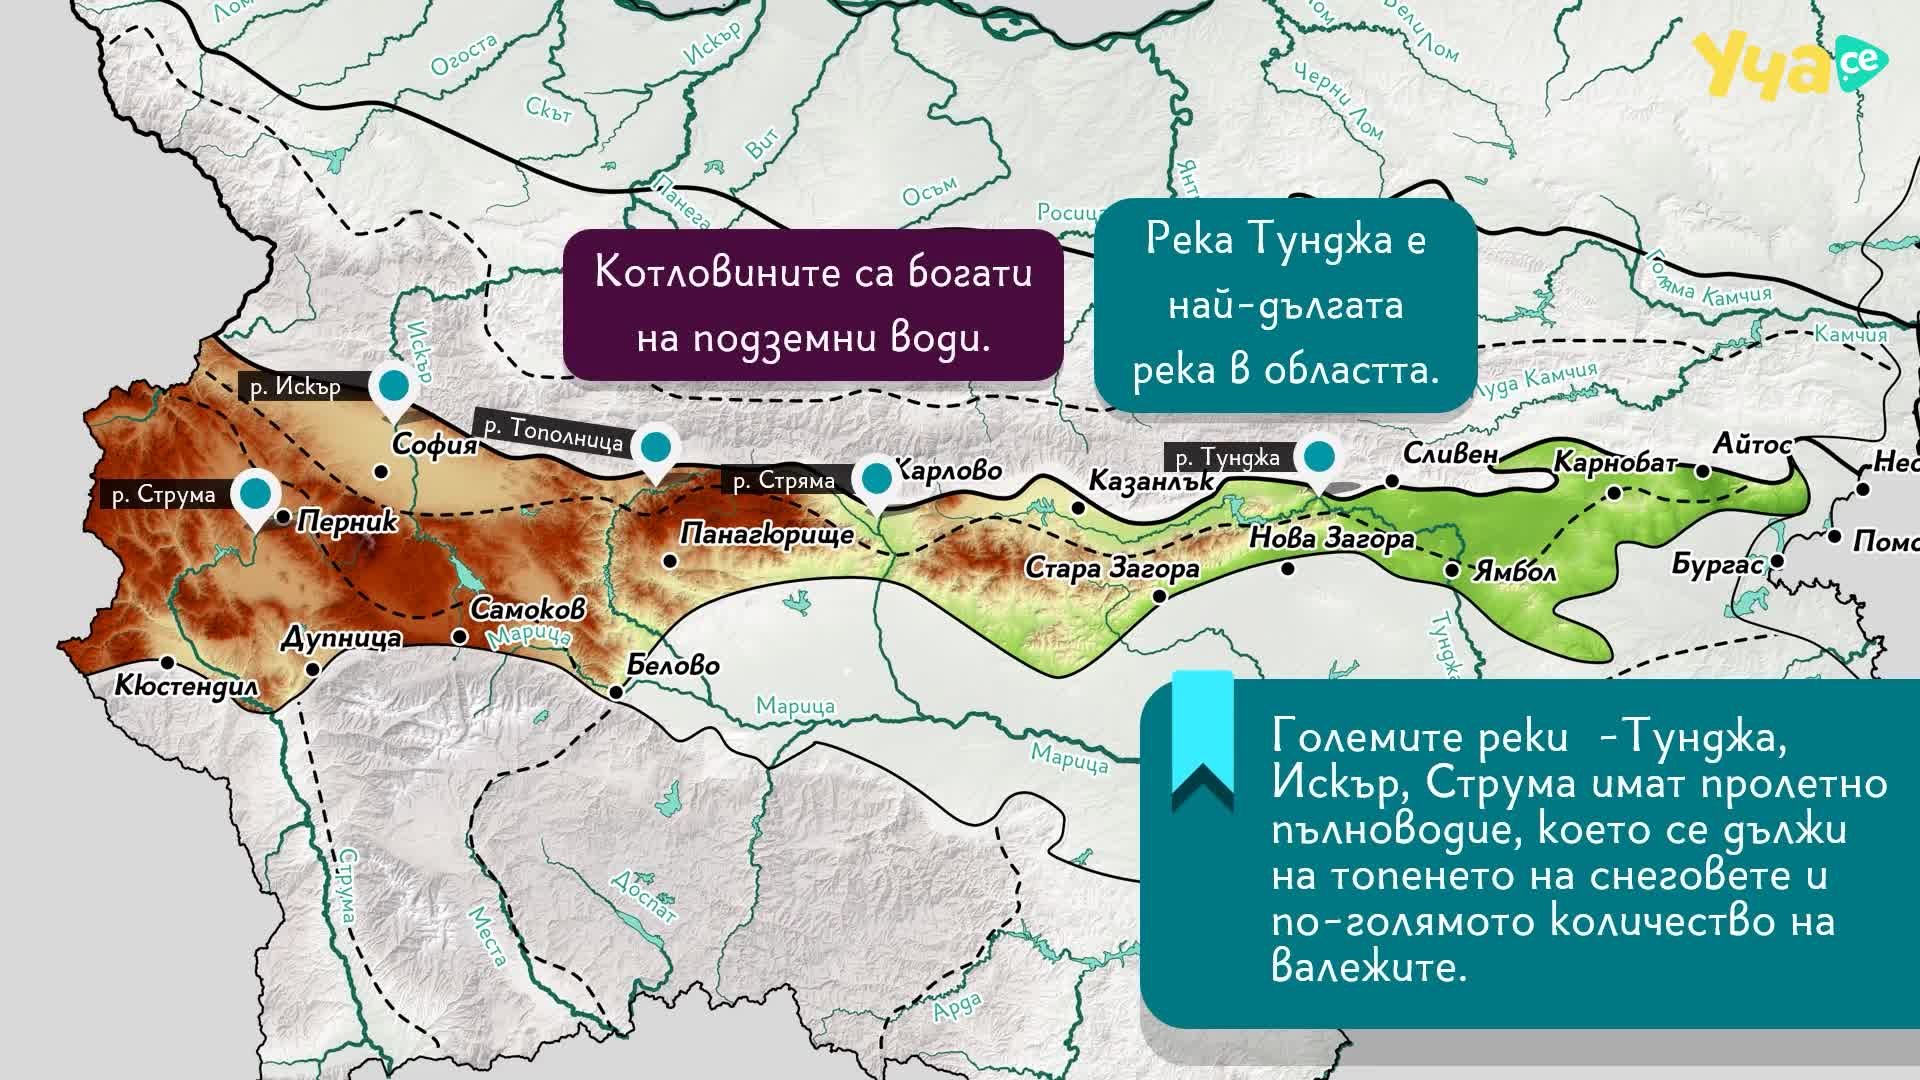 Лом
Огоста
Искър
Скът
Вит
Панега
Осъм
Росица
Янт
Черни Лом
Бели Лом
Лом
Уча.се
Голяма Камчия
Камчия
Луда Камчия
Котловините са богати
на подземни води.
Река Тунджа е
най-дългата
река в областта.
Искър
р. Искър
р. Тополница
р. Стряма
р. Тунджа
р. Струма
София
Карлово
Казанлък
Сливен
Карнобат
Айтос
Нес
Перник
Панагюрище
Стара Загора
Нова Загора
Ямбол
Бургас
Помо
Самоков
Марица
Дупница
Белово
Кюстендил
Тунджа
Марица
Марица
Струма
Места
Доспат
Арда
Големите реки -Тунджа,
Искър, Струма имат пролетно
пълноводие, което се дължи
на топенето на снеговете и
по-голямото количество на
валежите.